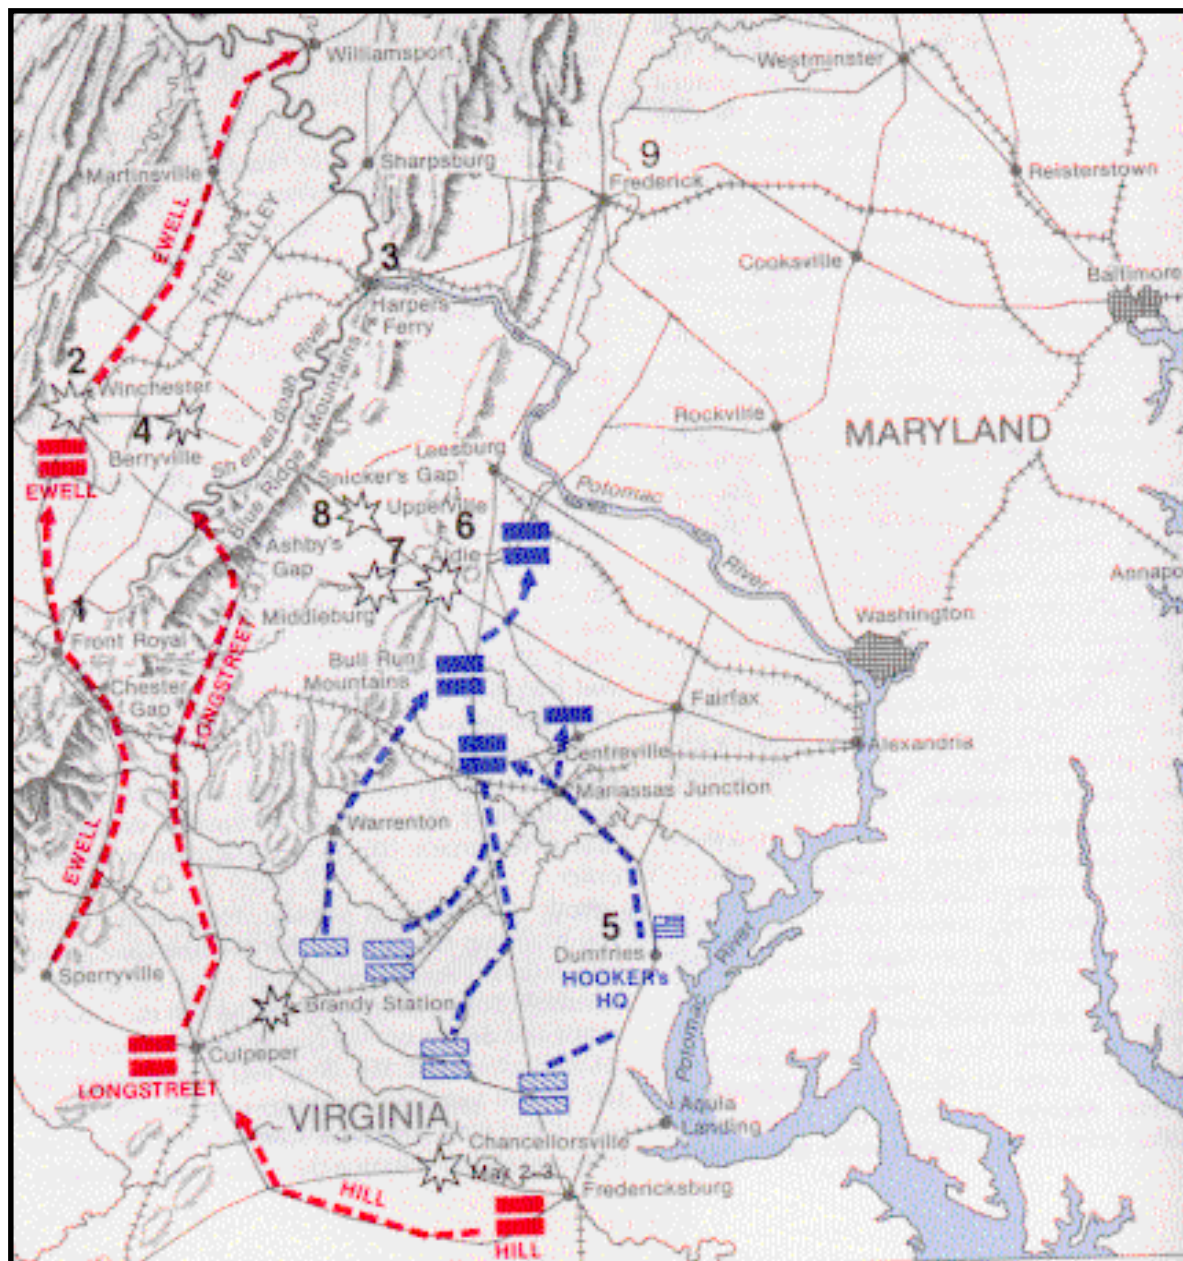 Williamsport
Westminster
9
Sharpsburg
Frederick
Reisterstown
Martinsville
EWELL
THE VALLEY
3
Cooksville
Baltimore
Harpers
Ferry
2
Winchester
Shenandoah River
Blue Ridge Mountains
4
Berryville
Rockville
MARYLAND
EWELL
Leesburg
Snicker's Gap
Potomac
River
8
Upperville
6
Ashby's
Gap
7
Aldie
Annapo
1
Middleburg
Washington
Front Royal
Bull Run
Mountains
Chester
Gap
LONGSTREET
Fairfax
Centreville
Alexandria
Manassas Junction
Warrenton
EWELL
5
Sperryville
Dumfries
HOOKER's
HQ
Brandy Station
Potomac River
Culpeper
LONGSTREET
VIRGINIA
Aquia
Landing
Chancellorsville
May 2-3
HILL
Fredericksburg
HILL